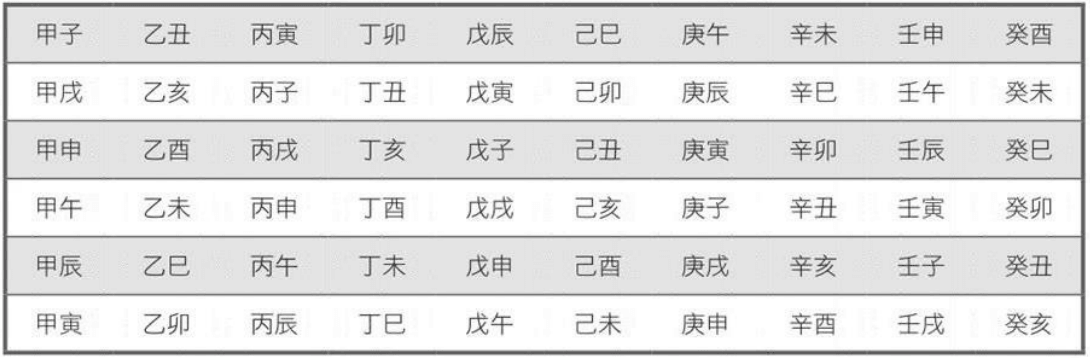 甲子 乙丑 丙寅 丁卯 戊辰 己巳 庚午 辛未 壬申 癸酉
甲戌 乙亥 丙子 丁丑 戊寅 己卯 庚辰 辛巳 壬午 癸未
甲申 乙酉 丙戌 丁亥 戊子 己丑 庚寅 辛卯 壬辰 癸巳
甲午 乙未 丙申 丁酉 戊戌 己亥 庚子 辛丑 壬寅 癸卯
甲辰 乙巳 丙午 丁未 戊申 己酉 庚戌 辛亥 壬子 癸丑
甲寅 乙卯 丙辰 丁巳 戊午 己未 庚申 辛酉 壬戌 癸亥